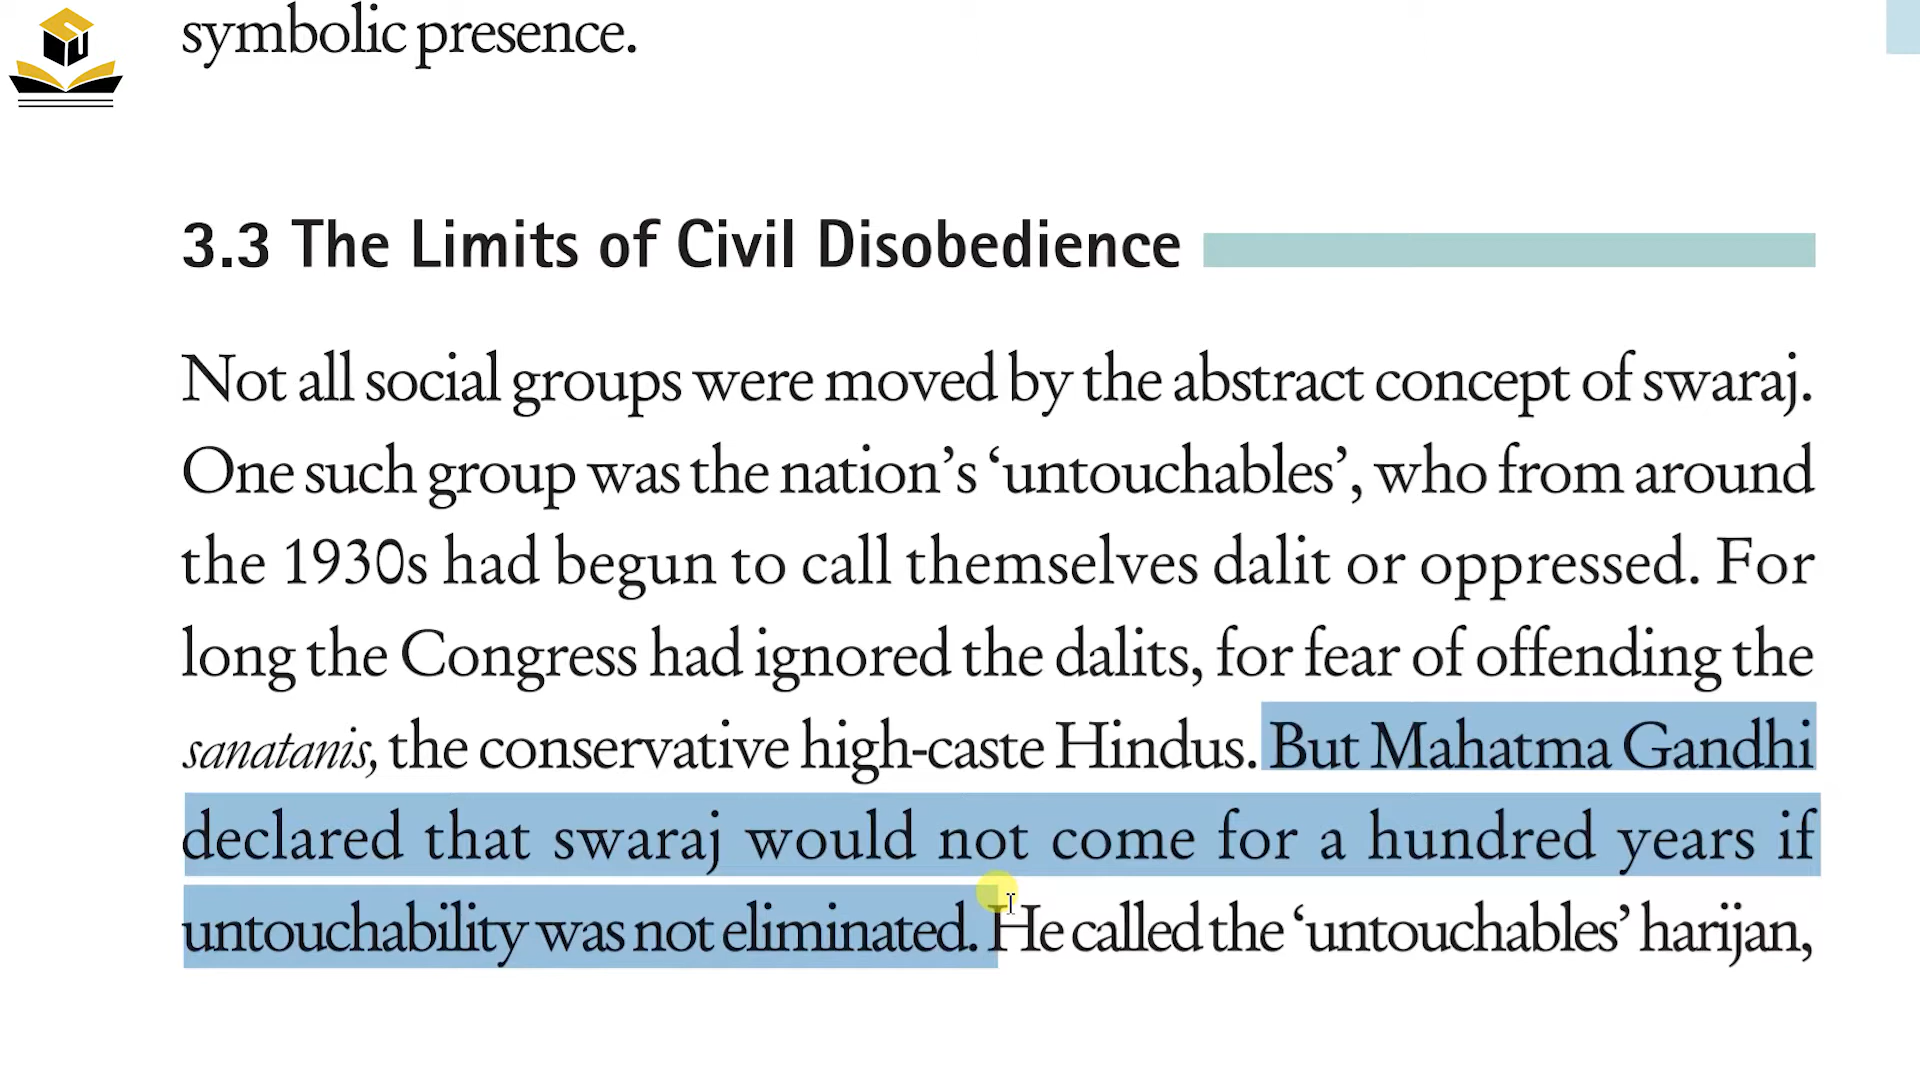 symbolic presence.
3.3 The Limits of Civil Disobedience
Not all social groups were moved by the abstract concept of swaraj.
One such group was the nation’s ‘untouchables’, who from around
the 1930s had begun to call themselves dalit or oppressed. For
long the Congress had ignored the dalits, for fear of offending the
sanatanis, the conservative high-caste Hindus. But Mahatma Gandhi
declared that swaraj would not come for a hundred years if
untouchability was not eliminated. He called the ‘untouchables’ harijan,